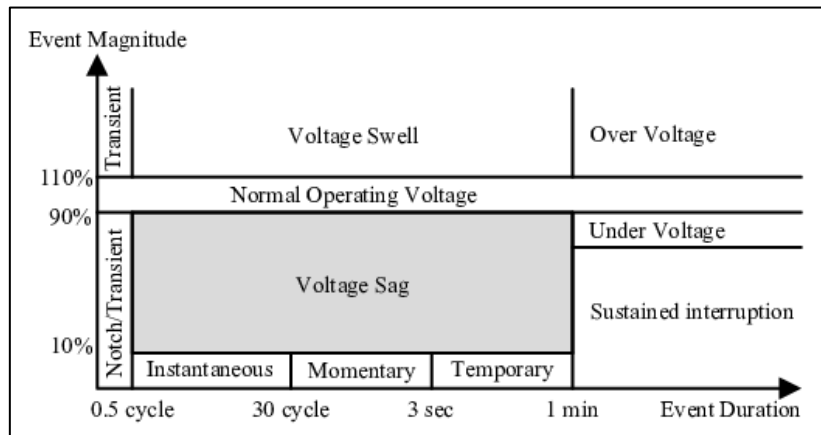 Event Magnitude
Transient
Voltage Swell
Over Voltage
110%
Normal Operating Voltage
90%
Under Voltage
Notch/Transient
Voltage Sag
Sustained interruption
10%
Instantaneous
Momentary
Temporary
0.5 cycle
30 cycle
3 sec
1 min
Event Duration